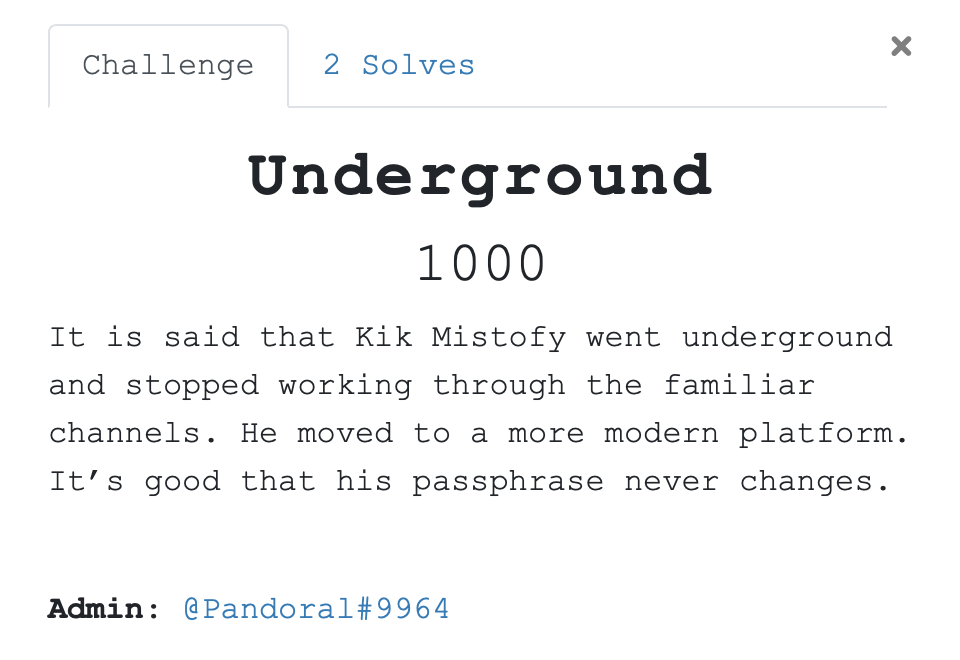 Challenge
2 Solves
×
Underground
1000
It is said that Kik Mistofy went underground
and stopped working through the familiar
channels. He moved to a more modern platform.
It’s good that his passphrase never changes.
Admin: @Pandoral#9964